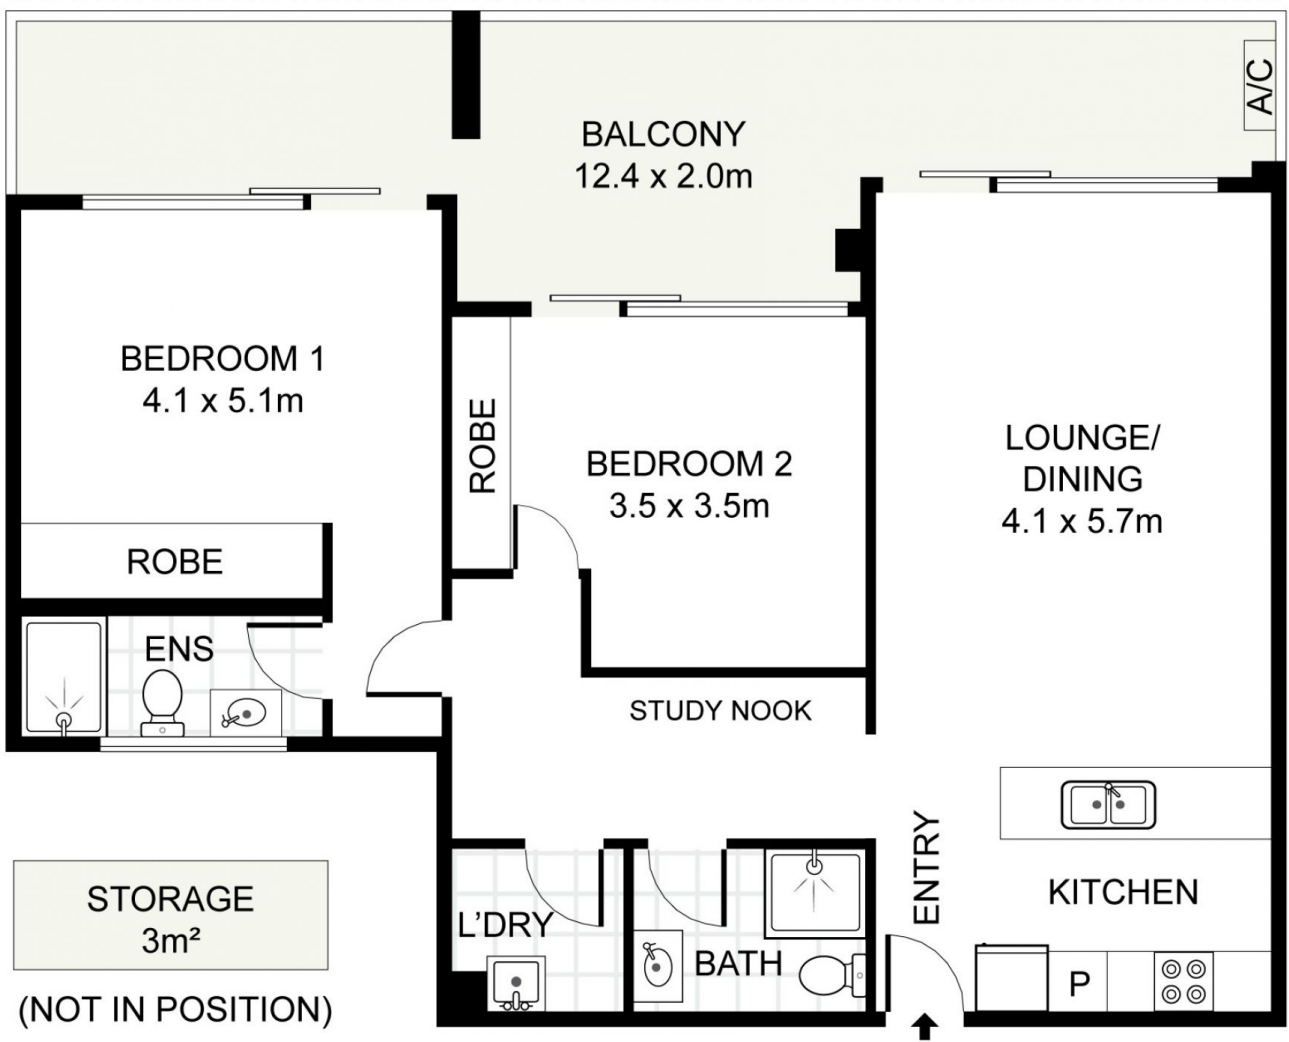 A/C
BALCONY
12.4 x 2.0m
BEDROOM 1
4.1 x 5.1m
ROBE
BEDROOM 2
3.5 x 3.5m
LOUNGE/
DINING
4.1 x 5.7m
ROBE
ENS
STUDY NOOK
ENTRY
KITCHEN
STORAGE
3m²
L'DRY
BATH
P
(NOT IN POSITION)